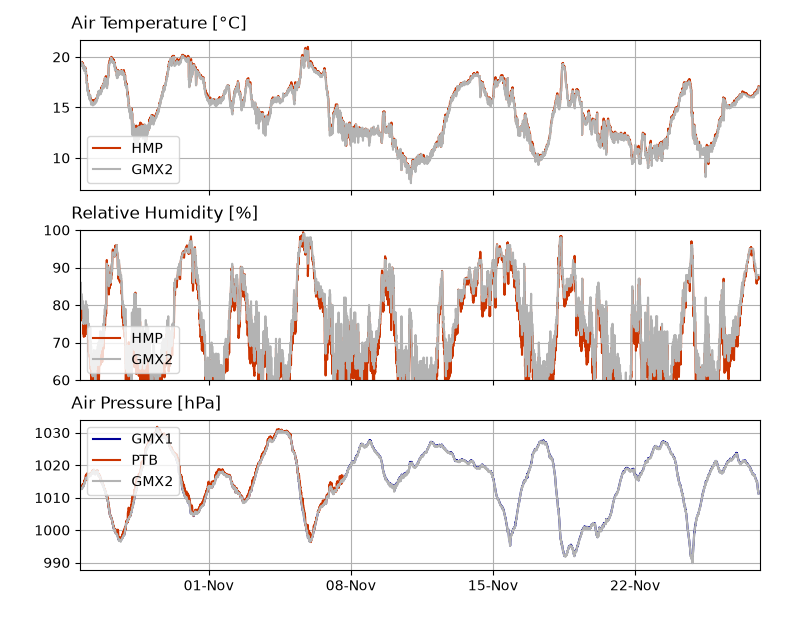 Air Temperature [°C]
20
15
10
HMP
GMX2
Relative Humidity [%]
100
90
80
70
60
HMP
GMX2
Air Pressure [hPa]
1030
1020
1010
1000
990
GMX1
PTB
GMX2
01-Nov
08-Nov
15-Nov
22-Nov